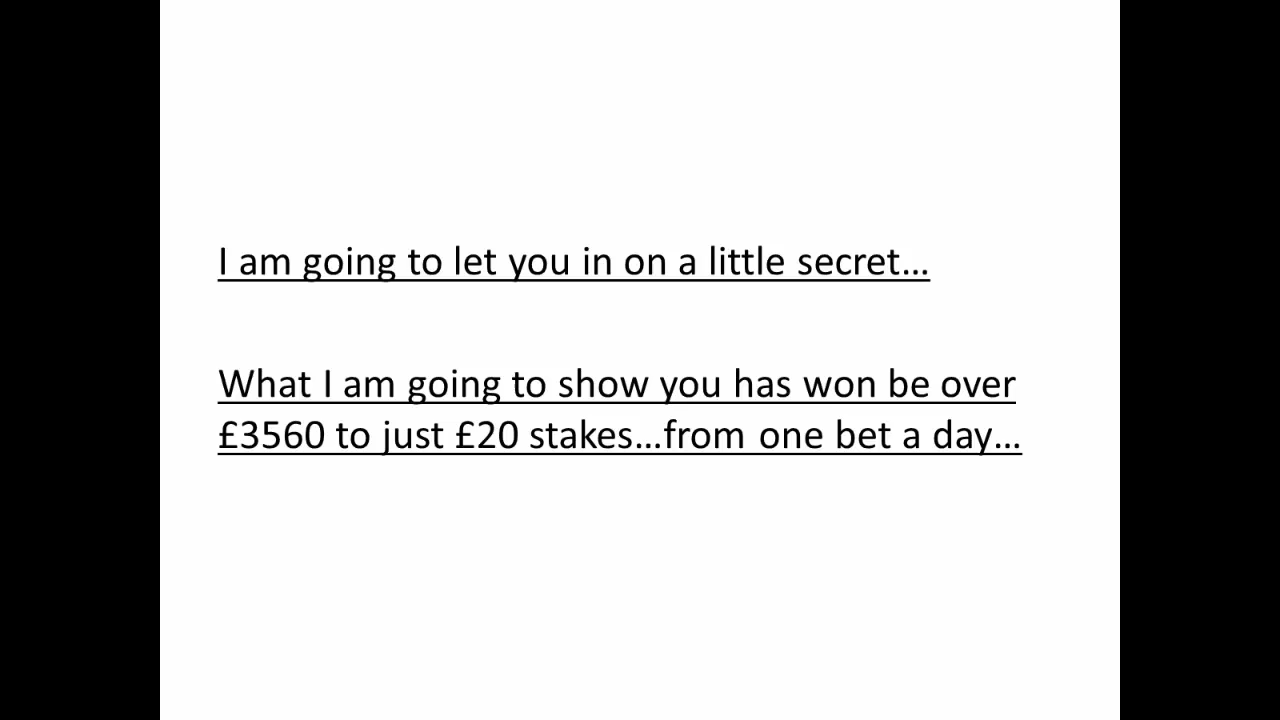 I am going to let you in on a little secret…
What I am going to show you has won be over
£3560 to just £20 stakes…from one bet a day…